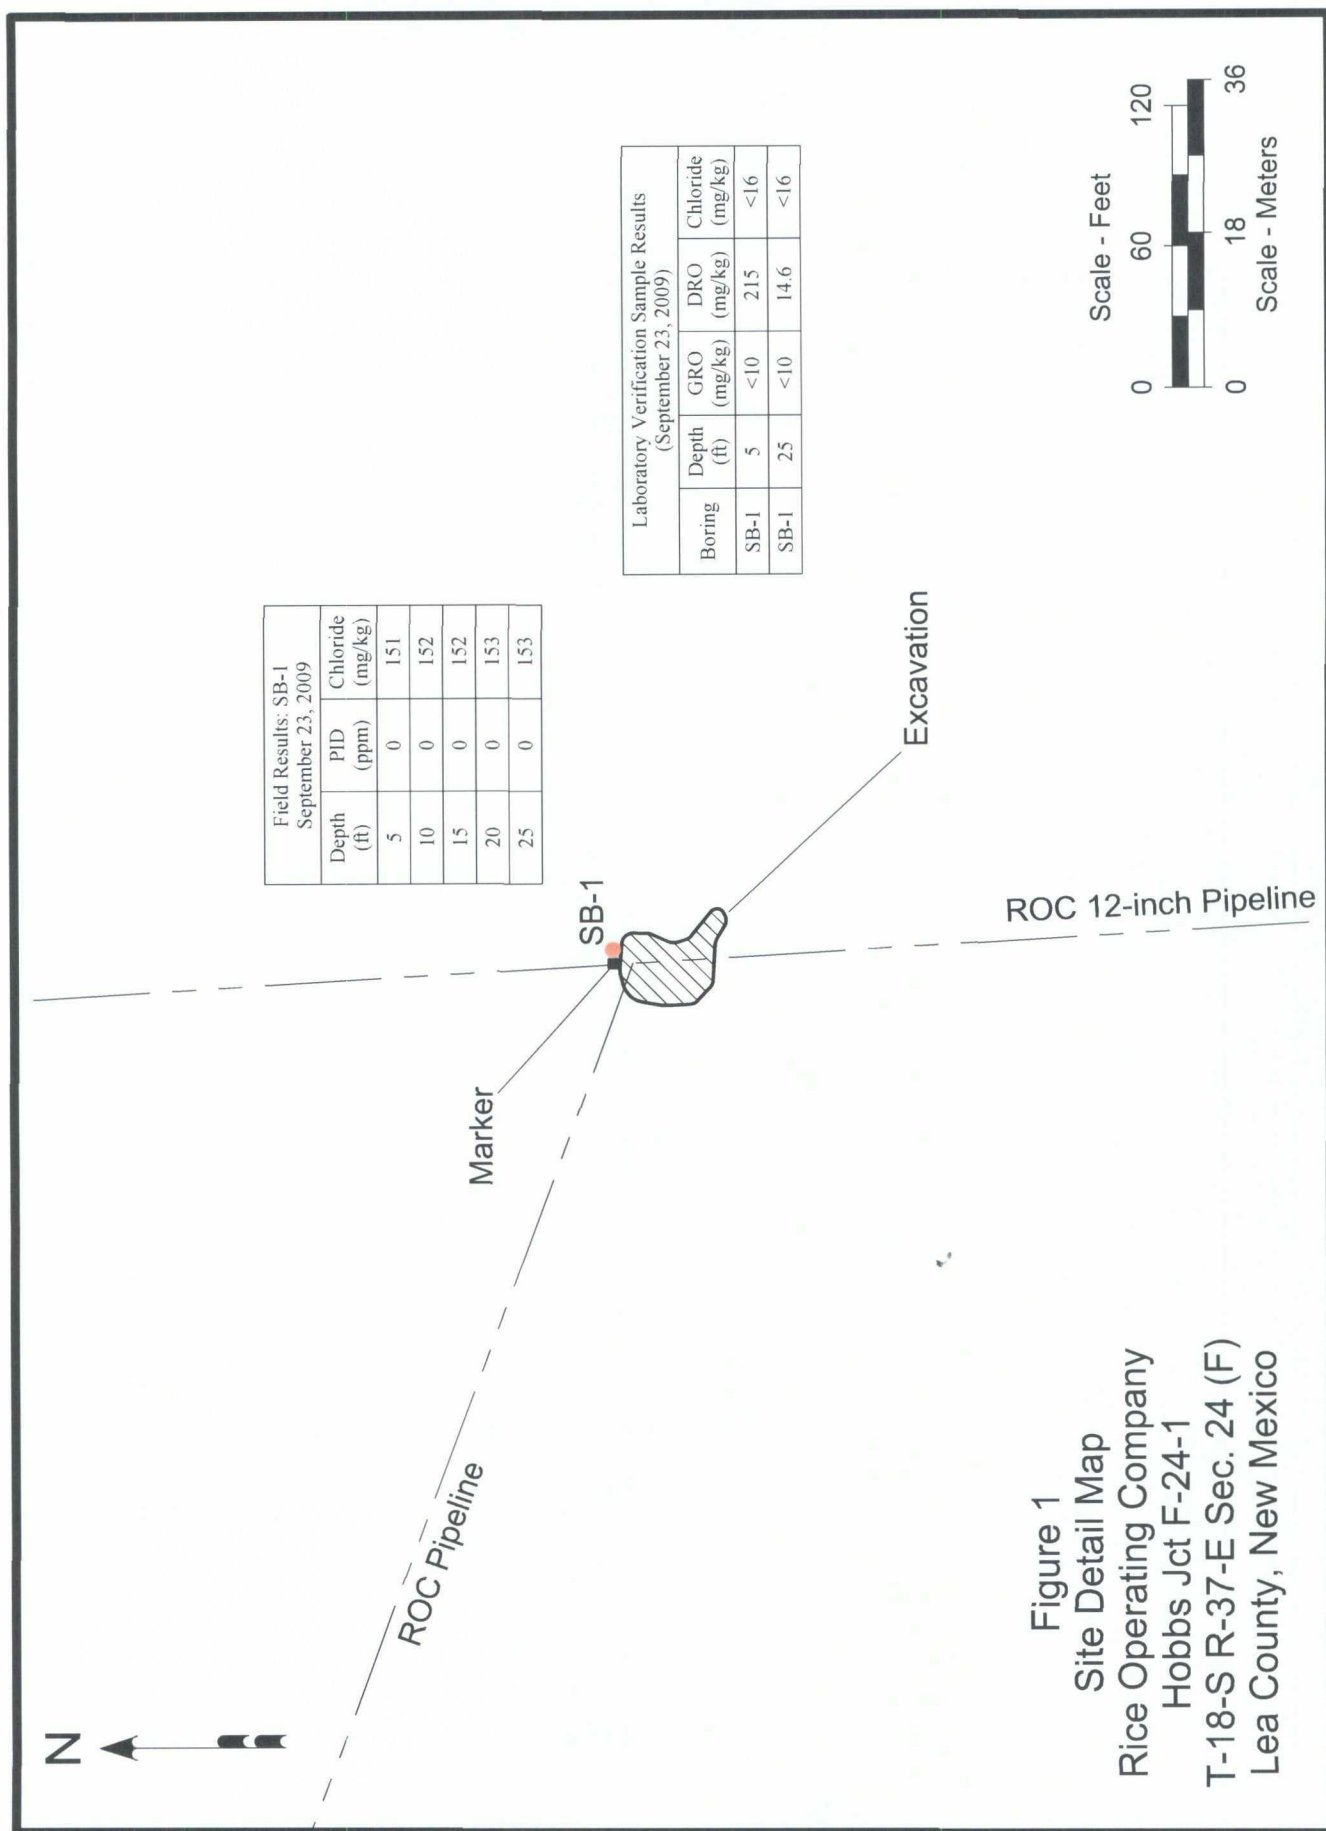 N
Field Results: SB-1
September 23, 2009
Depth (ft) PID (ppm) Chloride (mg/kg)
5 0 151
10 0 152
15 0 152
20 0 153
25 0 153
Laboratory Verification Sample Results
(September 23, 2009)
Boring Depth (ft) GRO (mg/kg) DRO (mg/kg) Chloride (mg/kg)
SB-1 5 <10 215 <16
SB-1 25 <10 14.6 <16
ROC Pipeline
Marker
SB-1
Excavation
ROC 12-inch Pipeline
Figure 1
Site Detail Map
Rice Operating Company
Hobbs Jct F-24-1
T-18-S R-37-E Sec. 24 (F)
Lea County, New Mexico
Scale - Feet
0 60 120
0 18 36
Scale - Meters